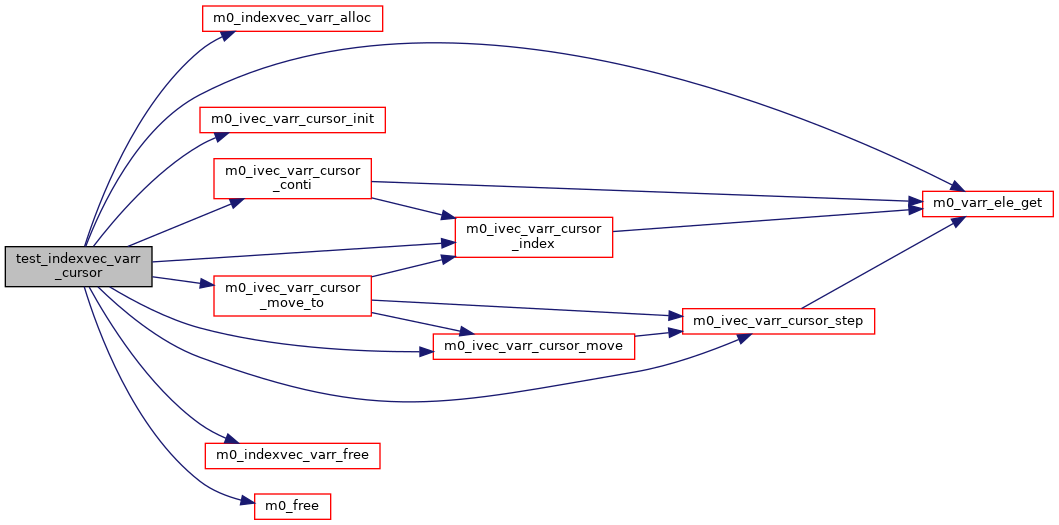 m0_indexvec_varr_alloc
m0_ivec_varr_cursor_init
m0_ivec_varr_cursor
_conti
m0_varr_ele_get
m0_ivec_varr_cursor
_index
test_indexvec_varr
_cursor
m0_ivec_varr_cursor
_move_to
m0_ivec_varr_cursor_step
m0_ivec_varr_cursor_move
m0_indexvec_varr_free
m0_free